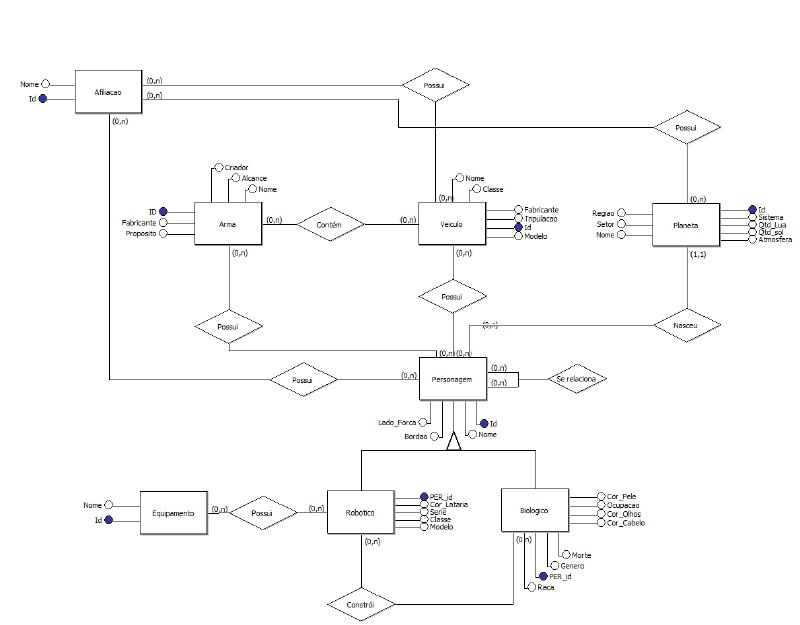 Nome
Id
Afiliacao
(0,n)
(0,n)
(0,n)
Possui
Possui
Criador
Alcance
Nome
ID
Fabricante
Proposito
Arma
(0,n)
(0,n)
Contém
(0,n)
(0,n)
Nome
Classe
Veiculo
Fabricante
Tripulacao
Id
Modelo
(0,n)
(0,n)
Regiao
Setor
Nome
Planeta
Id
Sistema
Qtd_Lua
Qtd_sol
Atmosfera
(1,1)
Possui
Possui
Nasceu
(0,n)
(0,n)
(0,n)
Possui
(0,n)
Personagem
(0,n)
(0,n)
Se relaciona
Lado_Forca
Bordao
Id
Nome
Nome
Id
Equipamento
(0,n)
Possui
(0,n)
Robotico
PER_id
Cor_Lataria
Serie
Classe
Modelo
(0,n)
Biologico
Cor_Pele
Ocupacao
Cor_Olhos
Cor_Cabelo
(0,n)
Morte
Genero
PER_id
Raca
Constrói